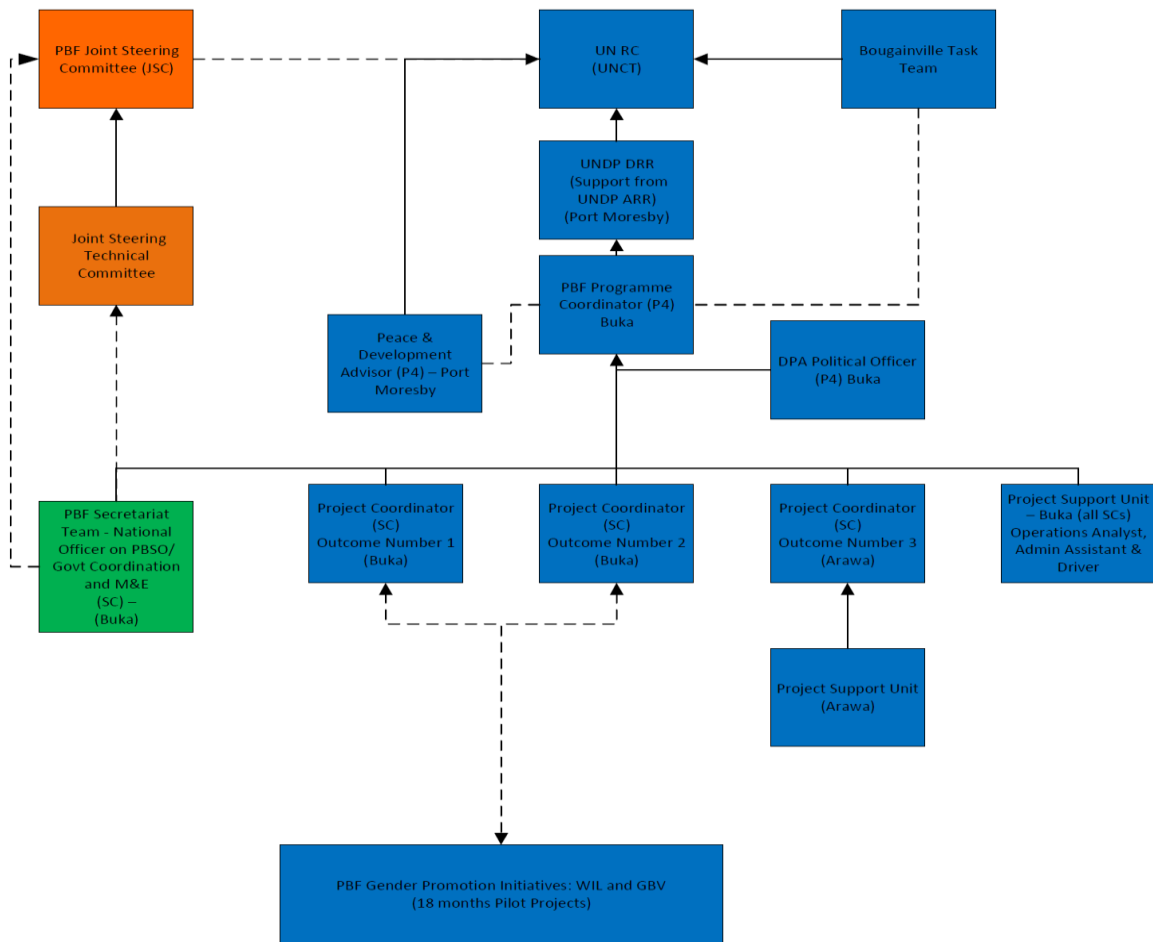 PBF Joint Steering
Committee (JSC)
UN RC
(UNCT)
Bougainville Task
Team
UNDP DRR
(Support from
UNDP ARR)
(Port Moresby)
Joint Steering
Technical
Committee
PBF Programme
Coordinator (P4)
Buka
Peace &
Development
Advisor (P4) – Port
Moresby
DPA Political Officer
(P4) Buka
PBF Secretariat
Team - National
Officer on PBSO/
Govt Coordination
and M&E
(SC) –
(Buka)
Project Coordinator
(SC)
Outcome Number 1
(Buka)
Project Coordinator
(SC)
Outcome Number 2
(Buka)
Project Coordinator
(SC)
Outcome Number 3
(Arawa)
Project Support Unit
– Buka (all SCs)
Operations Analyst,
Admin Assistant &
Driver
Project Support Unit
(Arawa)
PBF Gender Promotion Initiatives: WIL and GBV
(18 months Pilot Projects)